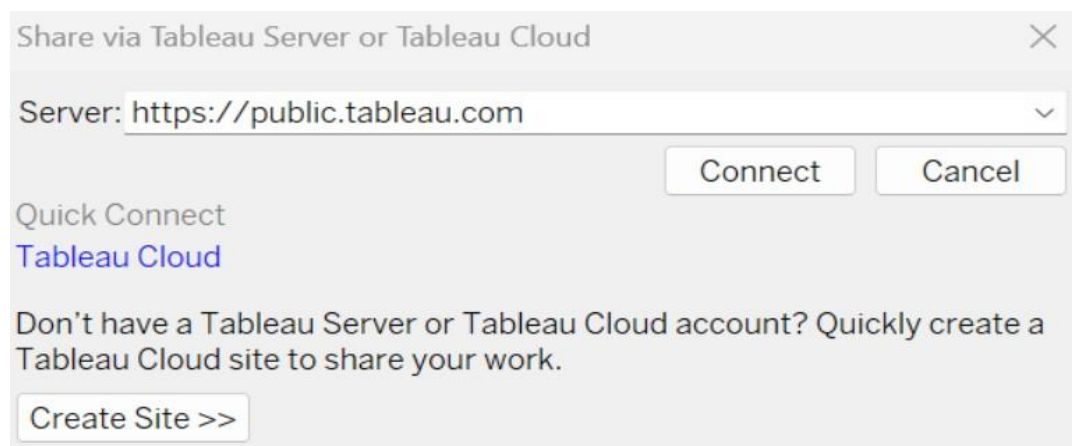 Share via Tableau Server or Tableau Cloud
Server: https://public.tableau.com
Connect Cancel
Quick Connect
Tableau Cloud
Don't have a Tableau Server or Tableau Cloud account? Quickly create a
Tableau Cloud site to share your work.
Create Site >>